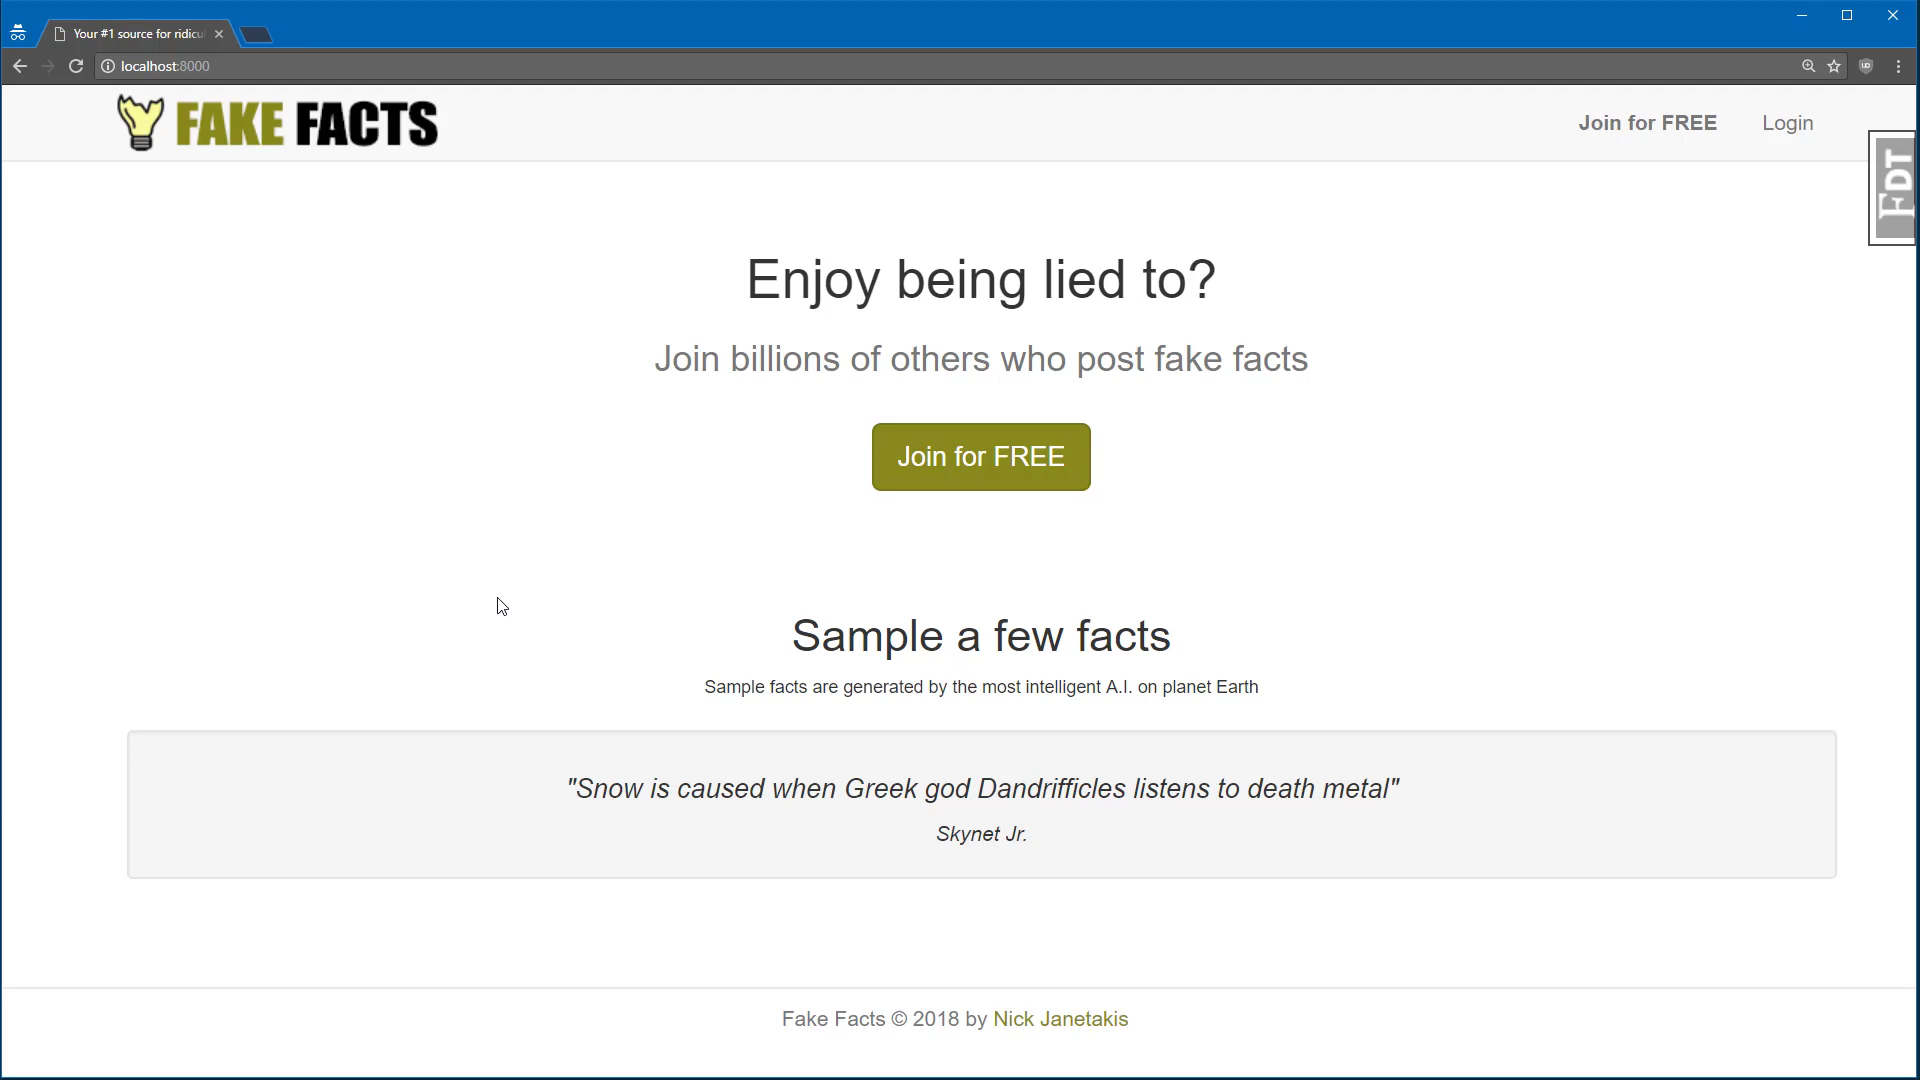 Your #1 source for ridicu
localhost:8000
FAKE FACTS
Join for FREE
Login
FDT
Enjoy being lied to?
Join billions of others who post fake facts
Join for FREE
Sample a few facts
Sample facts are generated by the most intelligent A.I. on planet Earth
"Snow is caused when Greek god Dandrifficles listens to death metal"
Skynet Jr.
Fake Facts © 2018 by Nick Janetakis